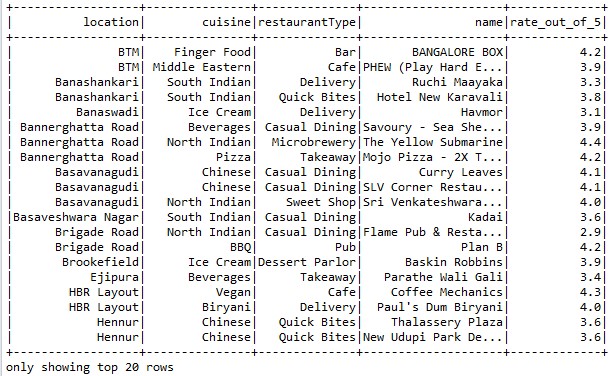 +------------------+--------------+--------------+--------------------+-------------+
|          location|       cuisine|restaurantType|                name|rate_out_of_5|
+------------------+--------------+--------------+--------------------+-------------+
|               BTM|   Finger Food|           Bar|       BANGALORE BOX|          4.2|
|               BTM|Middle Eastern|          Cafe|PHEW (Play Hard E...|          3.9|
|      Banashankari|  South Indian|      Delivery|       Ruchi Maayaka|          3.3|
|      Banashankari|  South Indian|   Quick Bites|  Hotel New Karavali|          3.8|
|         Banaswadi|     Ice Cream|      Delivery|              Havmor|          3.1|
| Bannerghatta Road|     Beverages| Casual Dining|Savoury - Sea She...|          3.9|
| Bannerghatta Road|  North Indian| Microbrewery|The Yellow Submarine|          4.4|
| Bannerghatta Road|         Pizza|      Takeaway|Mojo Pizza - 2X T...|          4.2|
|      Basavanagudi|       Chinese| Casual Dining|        Curry Leaves|          4.1|
|      Basavanagudi|       Chinese| Casual Dining|SLV Corner Restau...|          4.1|
|      Basavanagudi|  North Indian|    Sweet Shop|Sri Venkateshwara...|          4.0|
|Basaveshwara Nagar|  South Indian| Casual Dining|               Kadai|          3.6|
|      Brigade Road|  North Indian| Casual Dining|Flame Pub & Resta...|          2.9|
|      Brigade Road|           BBQ|           Pub|              Plan B|          4.2|
|       Brookefield|     Ice Cream|Dessert Parlor|      Baskin Robbins|          3.9|
|           Ejipura|     Beverages|      Takeaway|   Parathe Wali Gali|          3.4|
|        HBR Layout|         Vegan|          Cafe|    Coffee Mechanics|          4.3|
|        HBR Layout|       Biryani|      Delivery|  Paul's Dum Biryani|          4.0|
|            Hennur|       Chinese|   Quick Bites|   Thalassery Plaza|          3.6|
|            Hennur|       Chinese|   Quick Bites|New Udupi Park De...|          3.6|
+------------------+--------------+--------------+--------------------+-------------+
only showing top 20 rows